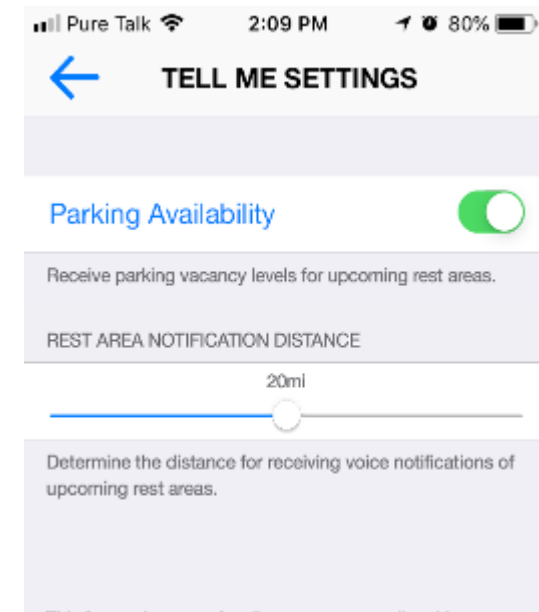 Pure Talk 2:09 PM 80%
TELL ME SETTINGS
Parking Availability
Receive parking vacancy levels for upcoming rest areas.
REST AREA NOTIFICATION DISTANCE
20mi
Determine the distance for receiving voice notifications of
upcoming rest areas.